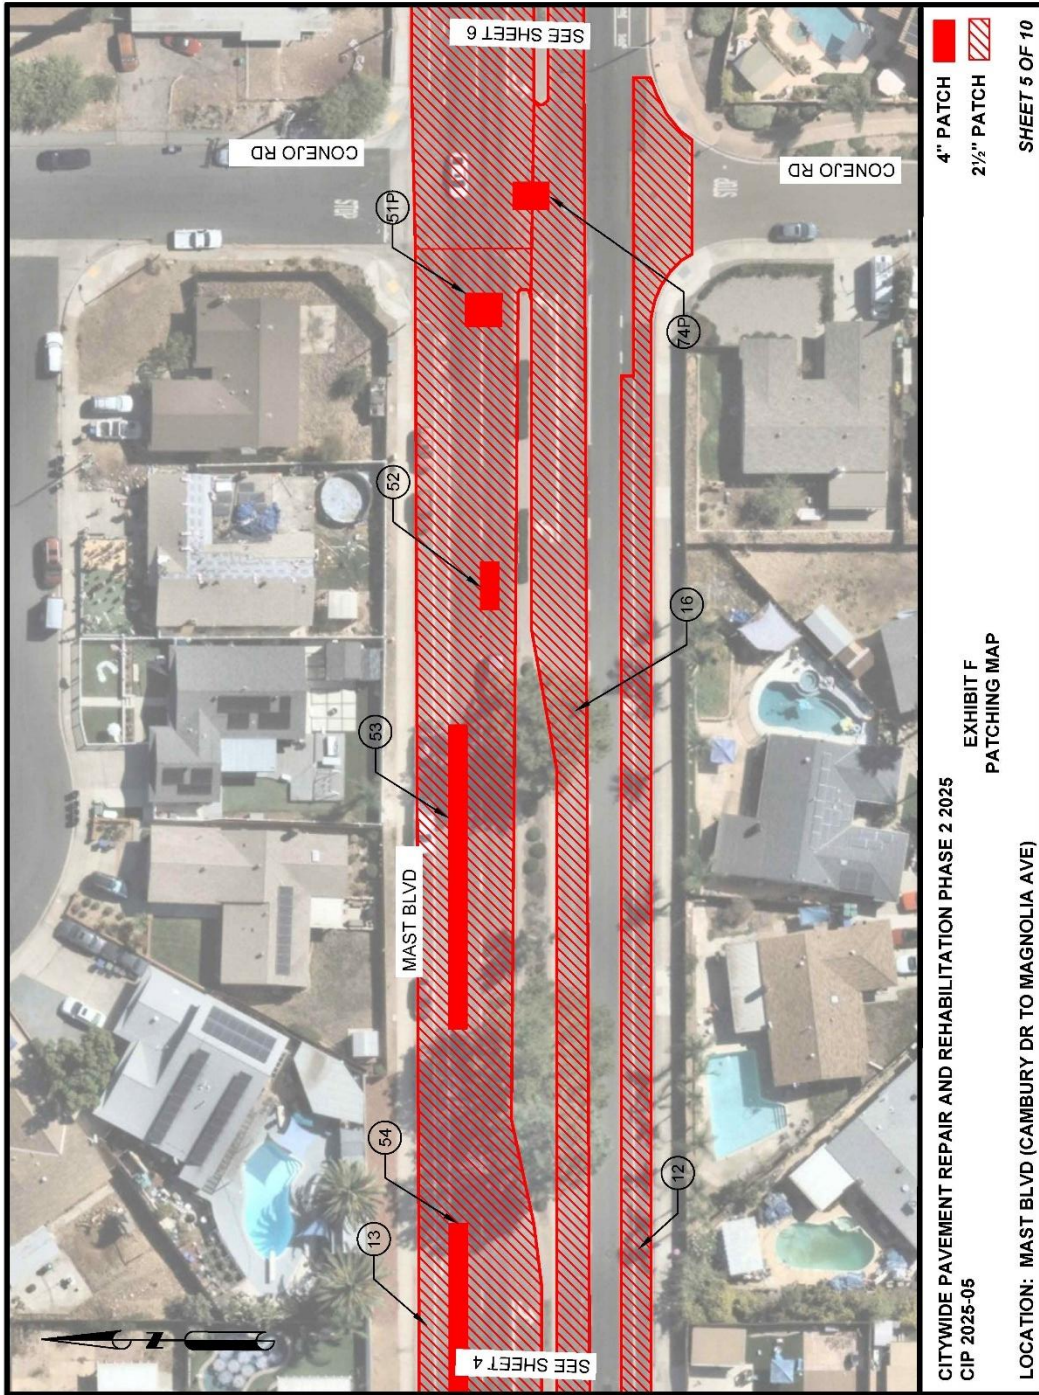 SEE SHEET 6
CONEJO RD
CONEJO RD
STOP
STOP
51P
74P
52
16
53
MAST BLVD
54
13
12
SEE SHEET 4
N
4" PATCH
2½" PATCH
SHEET 5 OF 10
EXHIBIT F
PATCHING MAP
CITYWIDE PAVEMENT REPAIR AND REHABILITATION PHASE 2 2025
CIP 2025-05
LOCATION: MAST BLVD (CAMBURY DR TO MAGNOLIA AVE)